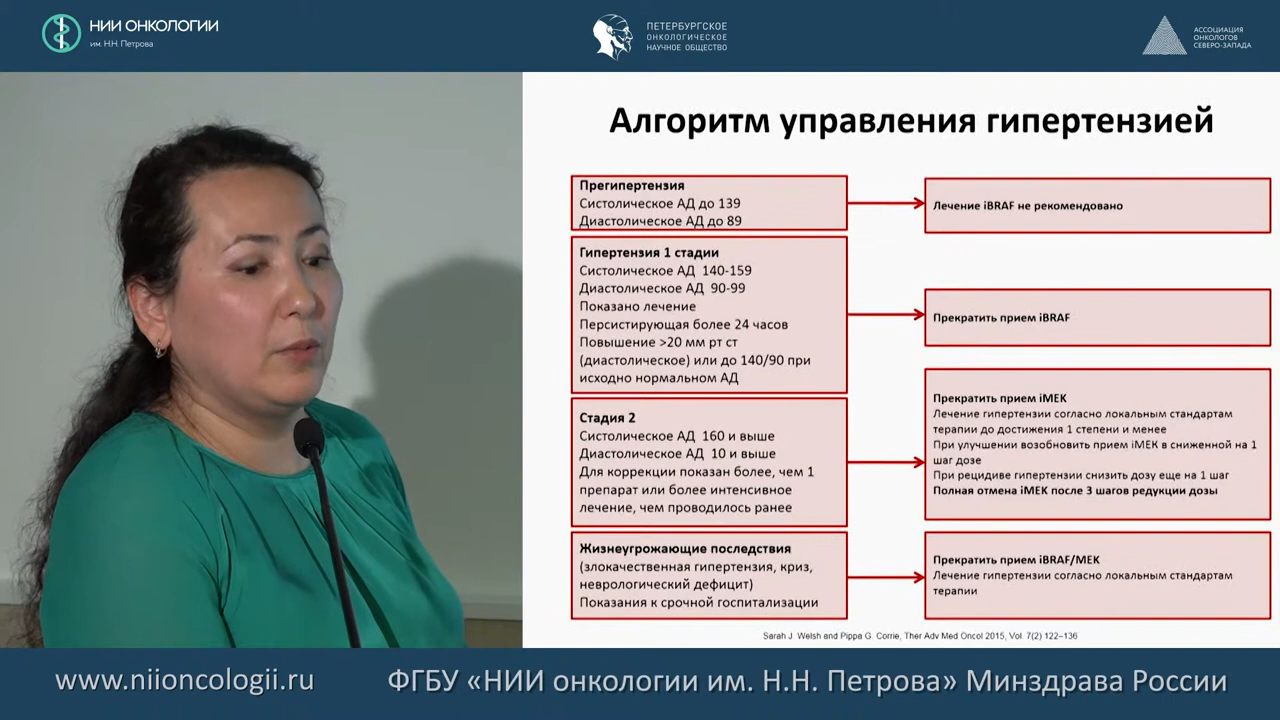 НИИ ОНКОЛОГИИ
им. Н.Н. Петрова
ПЕТЕРБУРГСКОЕ
ОНКОЛОГИЧЕСКОЕ
НАУЧНОЕ ОБЩЕСТВО
АССОЦИАЦИЯ
ОНКОЛОГОВ
СЕВЕРО-ЗАПАДА
Алгоритм управления гипертензией
Прегипертензия
Систолическое АД до 139
Диастолическое АД до 89
Лечение iBRAF не рекомендовано
Гипертензия 1 стадии
Систолическое АД 140-159
Диастолическое АД 90-99
Показано лечение
Персистирующая более 24 часов
Повышение >20 мм рт ст
(диастолическое) или до 140/90 при
исходно нормальном АД
Прекратить прием iBRAF
Стадия 2
Систолическое АД 160 и выше
Диастолическое АД 10 и выше
Для коррекции показан более, чем 1
препарат или более интенсивное
лечение, чем проводилось ранее
Прекратить прием iMEK
Лечение гипертензии согласно локальным стандартам
терапии до достижения 1 степени и менее
При улучшении возобновить прием iMEK в сниженной на 1
шаг дозе
При рецидиве гипертензии снизить дозу еще на 1 шаг
Полная отмена iMEK после 3 шагов редукции дозы
Жизнеугрожающие последствия
(злокачественная гипертензия, криз,
неврологический дефицит)
Показания к срочной госпитализации
Прекратить прием iBRAF/MEK
Лечение гипертензии согласно локальным стандартам
терапии
Sarah J. Welsh and Pippa G. Corrie, Ther Adv Med Oncol 2015, Vol. 7(2) 122–136
www.niioncologii.ru
ФГБУ «НИИ онкологии им. Н.Н. Петрова» Минздрава России